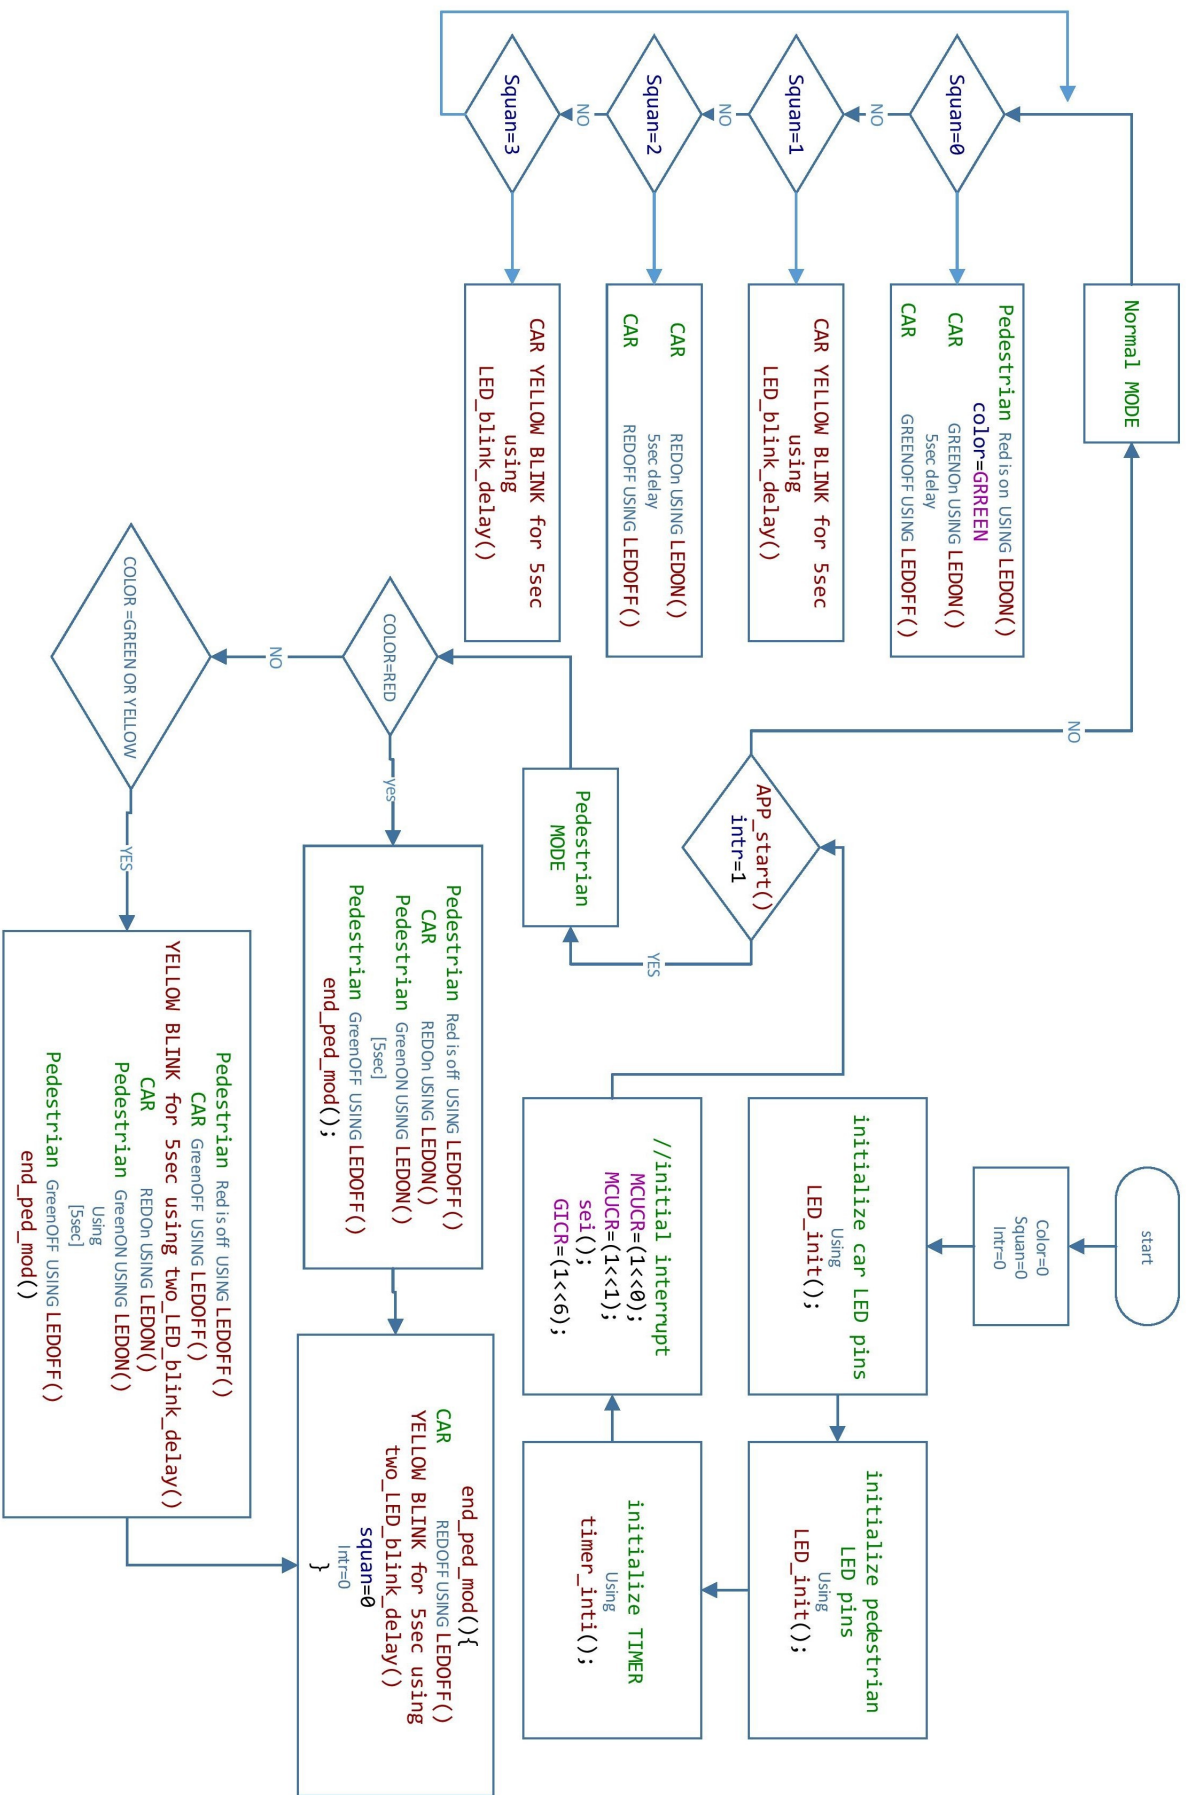 start
Color=0
Squan=0
Intr=0
initialize car LED pins
Using
LED_init();
initialize pedestrian
LED pins
Using
LED_init();
initialize TIMER
Using
timer_inti();
//initial interrupt
MCUCR=(1<<0);
MCUCR=(1<<1);
sei();
GICR=(1<<6);
APP_start()
intr=1
NO
YES
Normal MODE
Squan=0
NO
Squan=1
NO
Squan=2
NO
Squan=3
Pedestrian Red is on USING LEDON()
color=GRREEN
CAR GREENOn USING LEDON()
5sec delay
CAR GREENOFF USING LEDOFF()
CAR YELLOW BLINK for 5sec
using
LED_blink_delay()
CAR REDOn USING LEDON()
5sec delay
CAR REDOFF USING LEDOFF()
CAR YELLOW BLINK for 5sec
using
LED_blink_delay()
Pedestrian
MODE
COLOR=RED
yes
NO
COLOR =GREEN OR YELLOW
YES
Pedestrian Red is off USING LEDOFF()
CAR REDOn USING LEDON()
Pedestrian GreenON USING LEDON()
[5sec]
Pedestrian GreenOFF USING LEDOFF()
end_ped_mod();
Pedestrian Red is off USING LEDOFF()
CAR GreenOFF USING LEDOFF()
YELLOW BLINK for 5sec using two_LED_blink_delay()
CAR REDOn USING LEDON()
Pedestrian GreenON USING LEDON()
Using
[5sec]
Pedestrian GreenOFF USING LEDOFF()
end_ped_mod()
end_ped_mod(){
CAR REDOFF USING LEDOFF()
YELLOW BLINK for 5sec using
two_LED_blink_delay()
squan=0
Intr=0
}